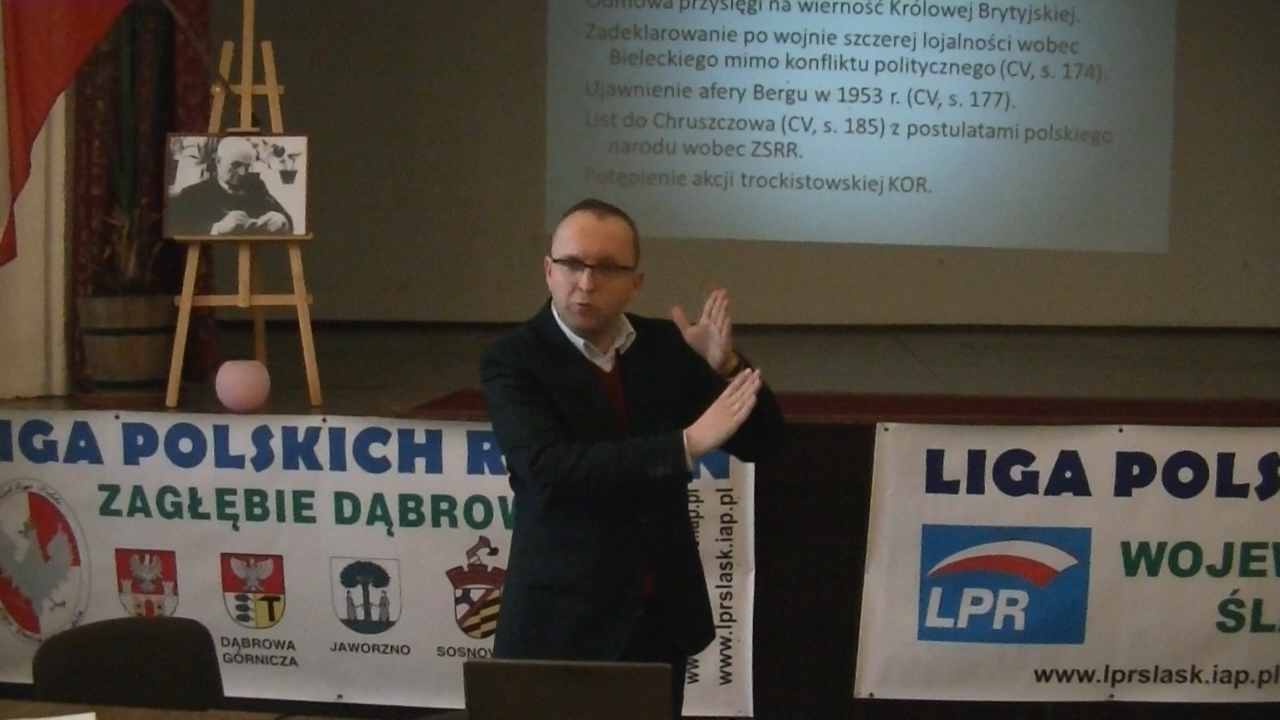 Odmowa przysięgi na wierność Królowej Brytyjskiej.
Zadeklarowanie po wojnie szczerej lojalności wobec
Bieleckiego mimo konfliktu politycznego (CV, s. 174).
Ujawnienie afery Bergu w 1953 r. (CV, s. 177).
List do Chruszczowa (CV, s. 185) z postulatami polskiego
narodu wobec ZSRR.
Potępienie akcji trockistowskiej KOR.
IGA POLSKICH R N
ZAGŁĘBIE DĄBROW
DĄBROWA
GÓRNICZA
JAWORZNO
SOSNOW
www.lprslask.iap.pl
LIGA POLS
LPR
WOJEW
ŚL
www.lprslask.iap.pl